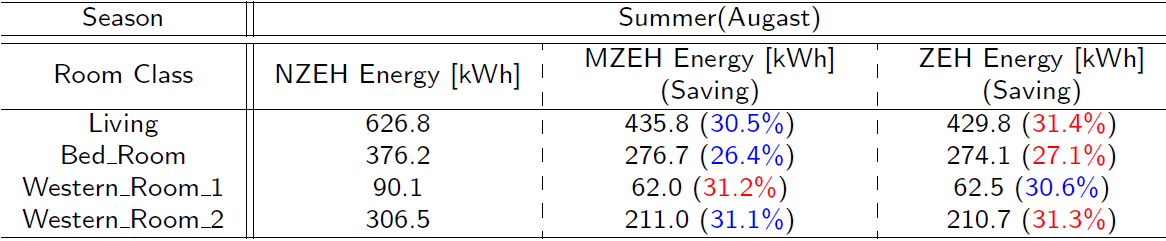 Season Summer(Augast)
Room Class NZEH Energy [kWh] MZEH Energy [kWh] (Saving) ZEH Energy [kWh] (Saving)
Living 626.8 435.8 (30.5%) 429.8 (31.4%)
Bed_Room 376.2 276.7 (26.4%) 274.1 (27.1%)
Western_Room_1 90.1 62.0 (31.2%) 62.5 (30.6%)
Western_Room_2 306.5 211.0 (31.1%) 210.7 (31.3%)